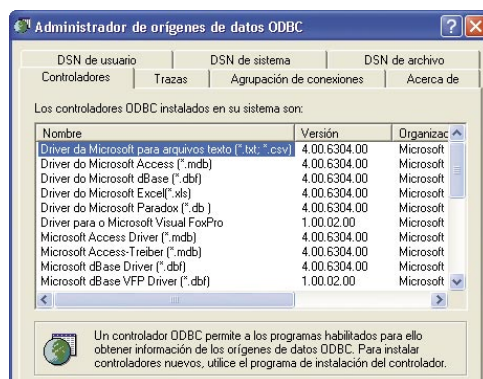 Administrador de orígenes de datos ODBC
DSN de usuario DSN de sistema DSN de archivo
Controladores Trazas Agrupación de conexiones Acerca de
Los controladores ODBC instalados en su sistema son:
Nombre Versión Organizac
Driver da Microsoft para arquivos texto (*.txt; *.csv) 4.00.6304.00 Microsoft
Driver do Microsoft Access (*.mdb) 4.00.6304.00 Microsoft
Driver do Microsoft dBase (*.dbf) 4.00.6304.00 Microsoft
Driver do Microsoft Excel(*.xls) 4.00.6304.00 Microsoft
Driver do Microsoft Paradox (*.db ) 4.00.6304.00 Microsoft
Driver para o Microsoft Visual FoxPro 1.00.02.00 Microsoft
Microsoft Access Driver (*.mdb) 4.00.6304.00 Microsoft
Microsoft Access-Treiber (*.mdb) 4.00.6304.00 Microsoft
Microsoft dBase Driver (*.dbf) 4.00.6304.00 Microsoft
Microsoft dBase VFP Driver (*.dbf) 1.00.02.00 Microsoft
Un controlador ODBC permite a los programas habilitados para ello
obtener información de los orígenes de datos ODBC. Para instalar
controladores nuevos, utilice el programa de instalación del controlador.